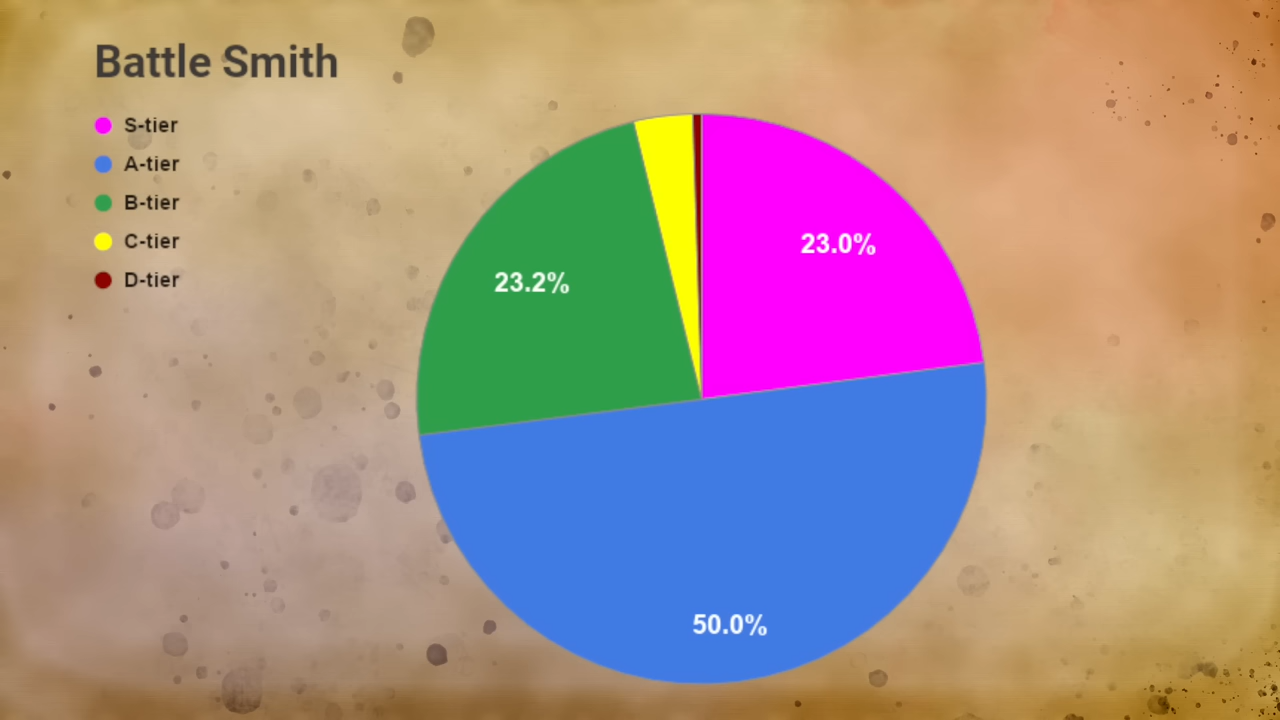 Battle Smith
S-tier
A-tier
B-tier
C-tier
D-tier
23.0%
23.2%
50.0%